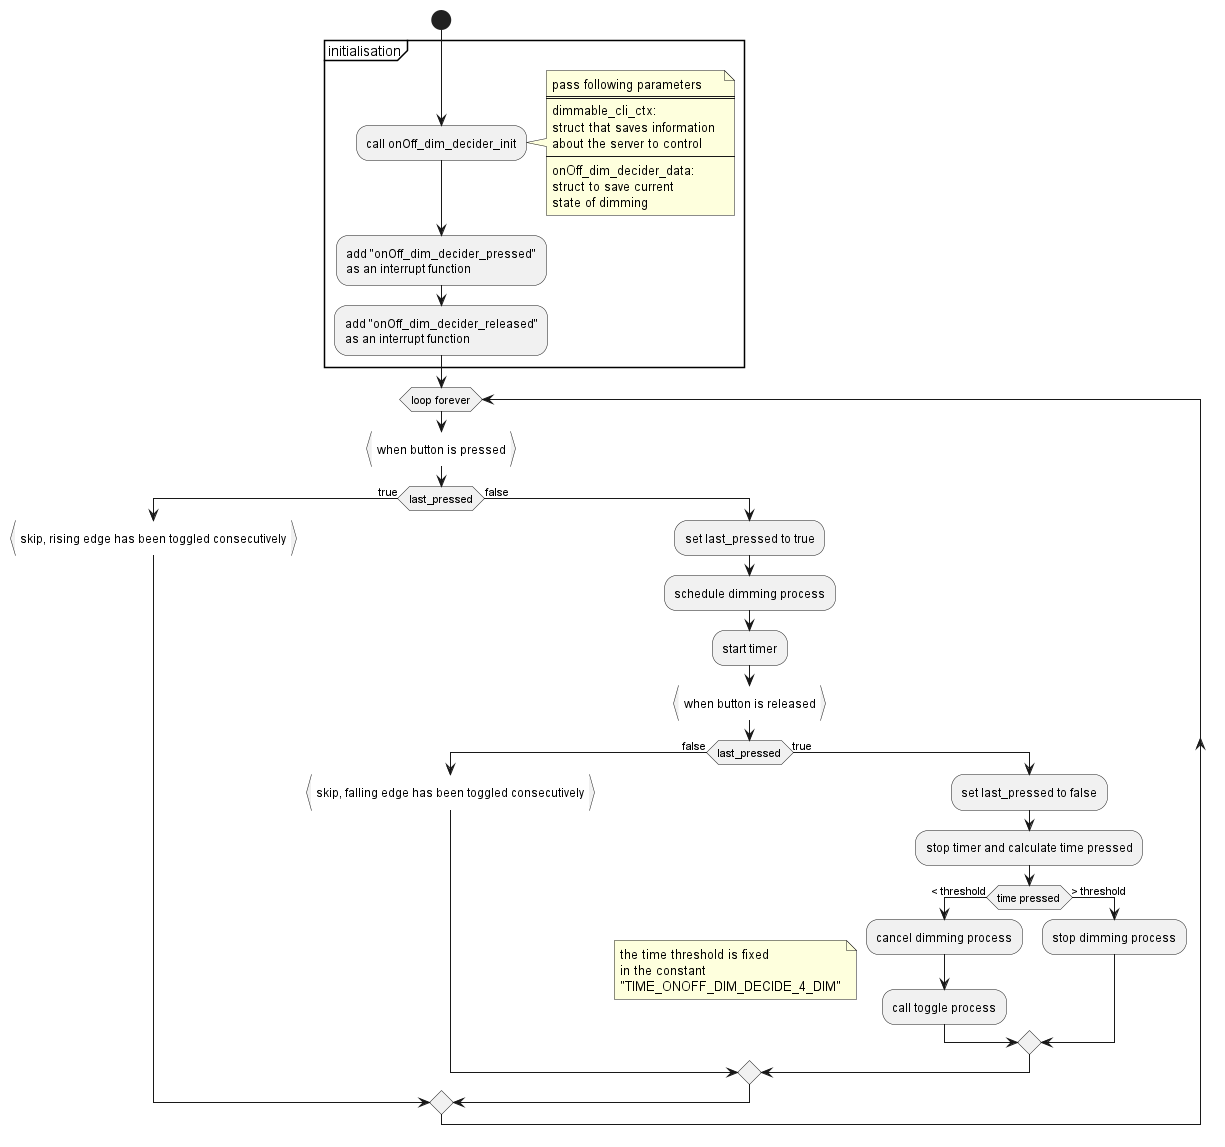 initialisation
pass following parameters
dimmable_cli_ctx:
struct that saves information
about the server to control
call onOff_dim_decider_init
onOff_dim_decider_data:
struct to save current
state of dimming
add "onOff_dim_decider_pressed"
as an interrupt function
add "onOff_dim_decider_released"
as an interrupt function
loop forever
when button is pressed
true
last_pressed
false
skip, rising edge has been toggled consecutively
set last_pressed to true
schedule dimming process
start timer
when button is released
false
last_pressed
true
skip, falling edge has been toggled consecutively
set last_pressed to false
stop timer and calculate time pressed
< threshold
time pressed
> threshold
cancel dimming process
stop dimming process
the time threshold is fixed
in the constant
"TIME_ONOFF_DIM_DECIDE_4_DIM"
call toggle process